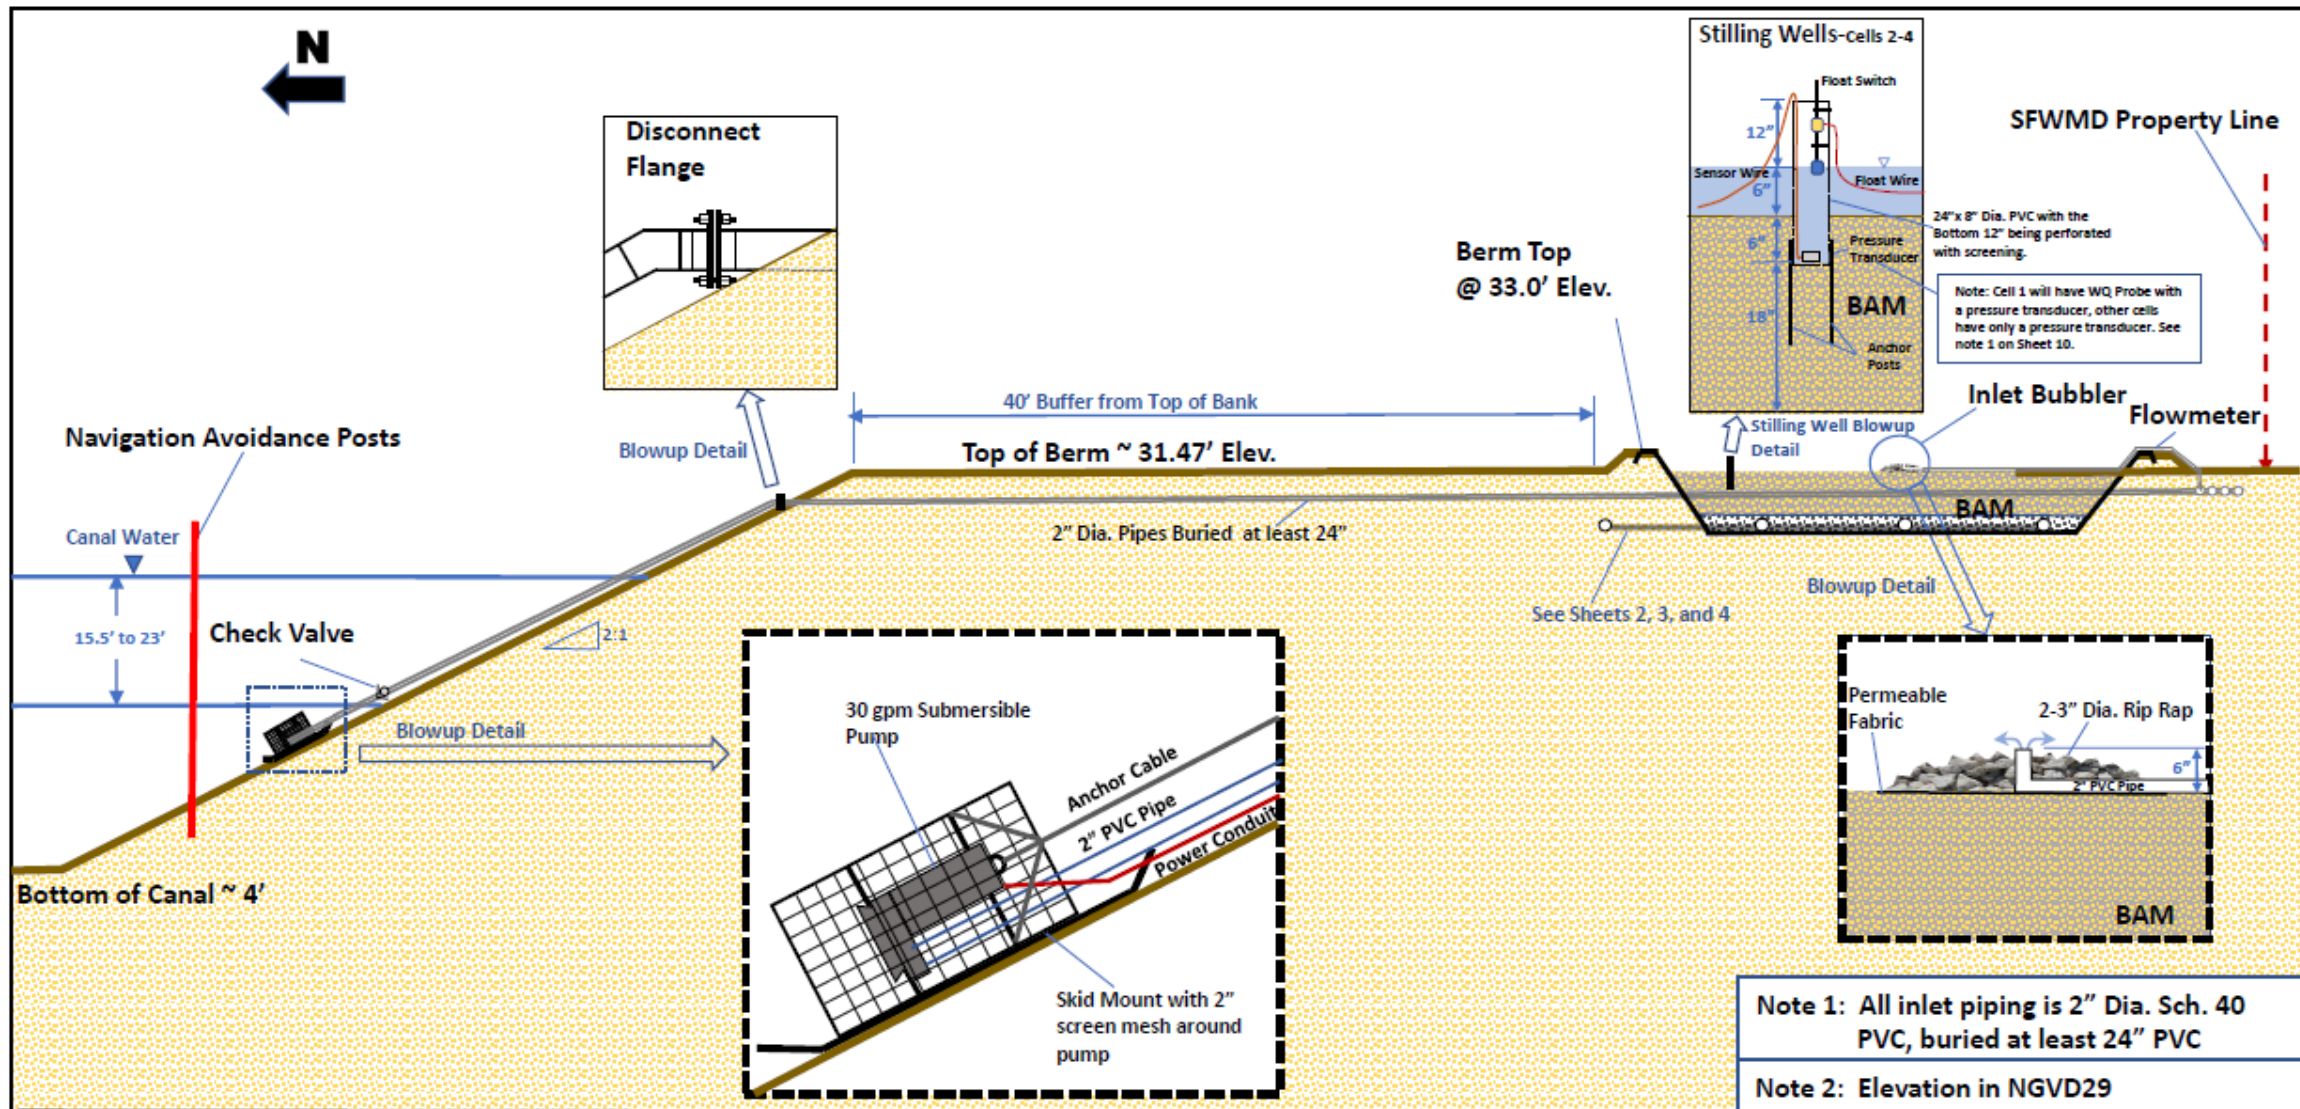 N
Stilling Wells-Cells 2-4
Float Switch
12"
Sensor Wire
6"
Float Wire
24"x 8" Dia. PVC with the
Bottom 12" being perforated
with screening.
6"
Pressure
Transducer
BAM
18"
Anchor
Posts
Note: Cell 1 will have WQ Probe with
a pressure transducer, other cells
have only a pressure transducer. See
note 1 on Sheet 10.
SFWMD Property Line
Disconnect
Flange
Berm Top
@ 33.0' Elev.
40' Buffer from Top of Bank
Inlet Bubbler
Flowmeter
Stilling Well Blowup
Detail
Navigation Avoidance Posts
Blowup Detail
Top of Berm ~ 31.47' Elev.
BAM
2" Dia. Pipes Buried at least 24"
Canal Water
15.5' to 23'
Check Valve
2:1
See Sheets 2, 3, and 4
Blowup Detail
Blowup Detail
30 gpm Submersible
Pump
Anchor Cable
2" PVC Pipe
Power Conduit
Skid Mount with 2"
screen mesh around
pump
Permeable
Fabric
2-3" Dia. Rip Rap
6"
2" PVC Pipe
BAM
Bottom of Canal ~ 4'
Note 1: All inlet piping is 2" Dia. Sch. 40
PVC, buried at least 24" PVC
Note 2: Elevation in NGVD29